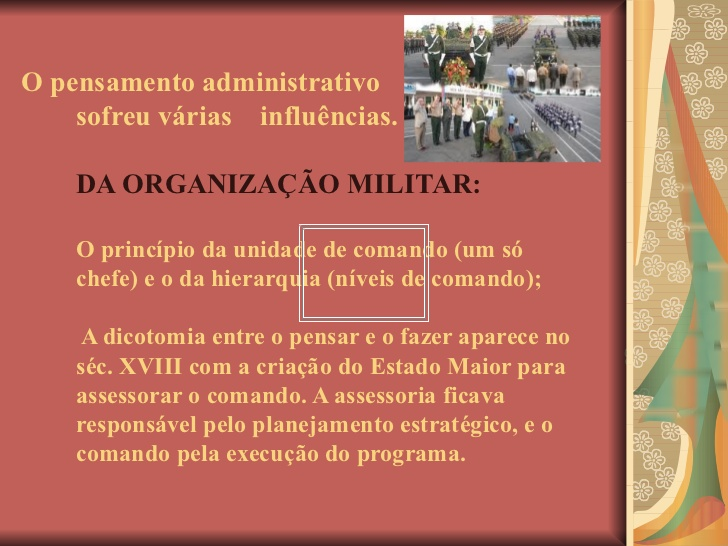 O pensamento administrativo
sofreu várias influências.
DA ORGANIZAÇÃO MILITAR:
O princípio da unidade de comando (um só
chefe) e o da hierarquia (níveis de comando);
A dicotomia entre o pensar e o fazer aparece no
séc. XVIII com a criação do Estado Maior para
assessorar o comando. A assessoria ficava
responsável pelo planejamento estratégico, e o
comando pela execução do programa.